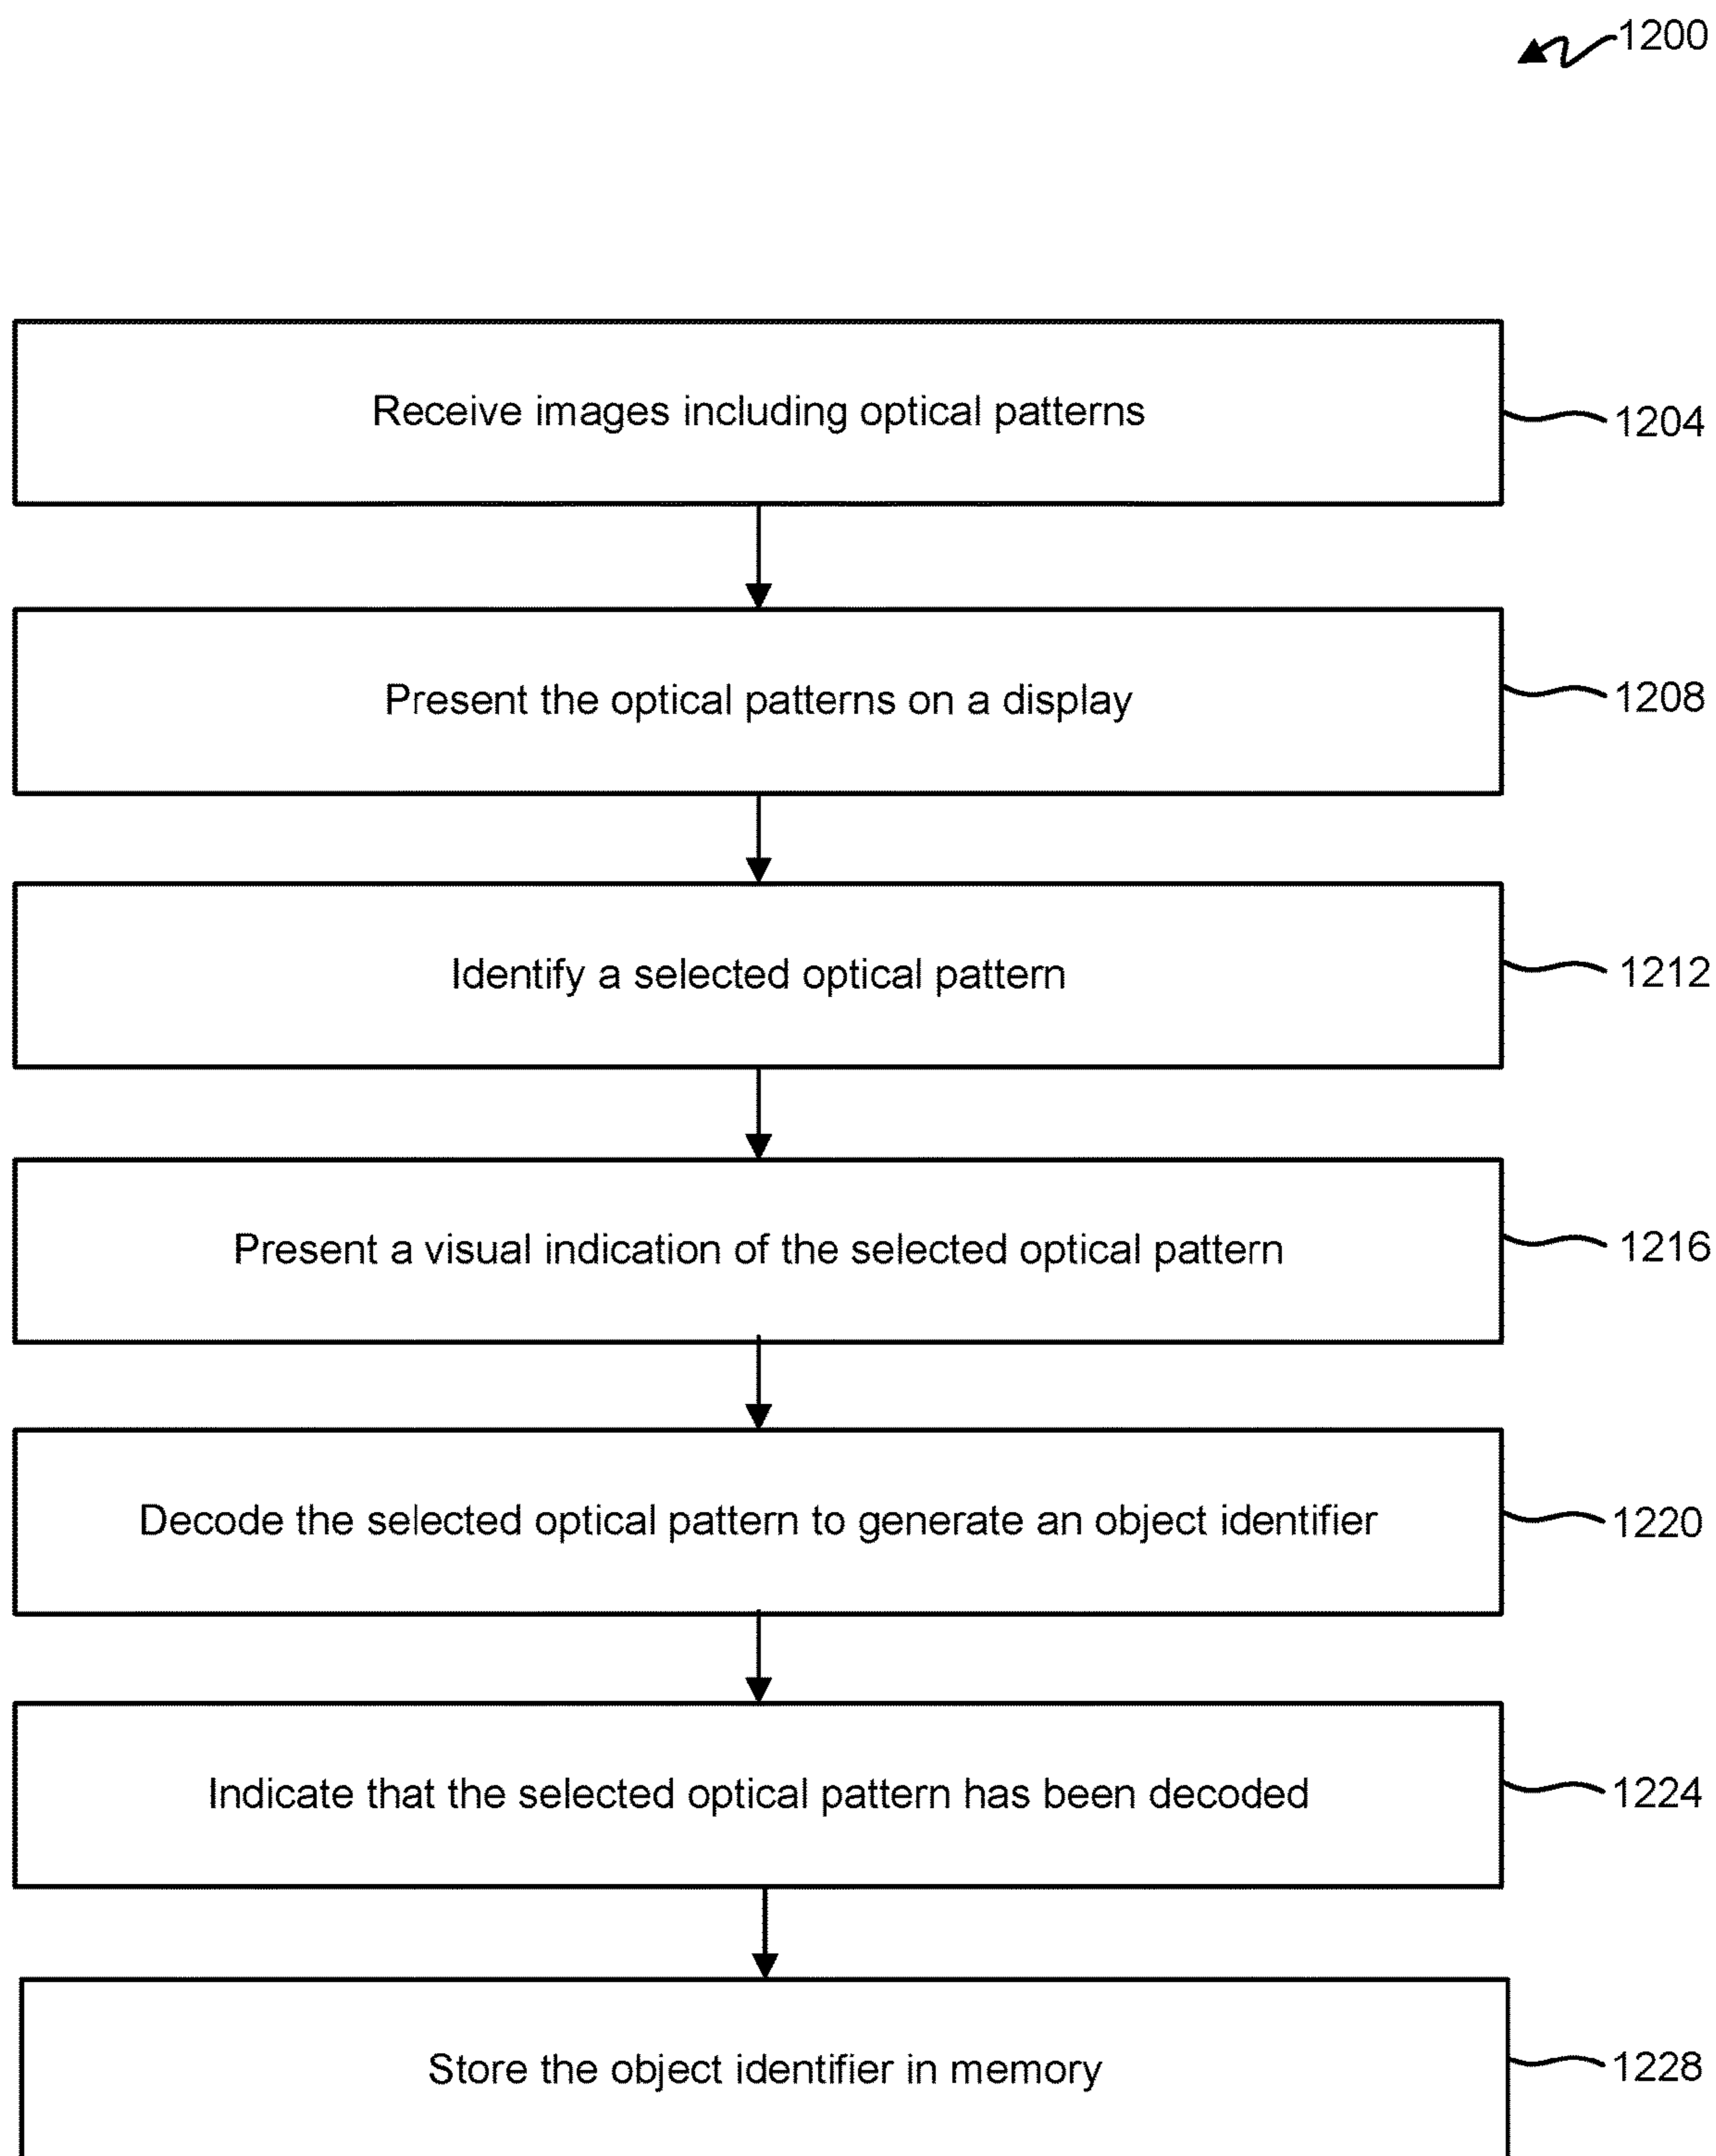 1200
Receive images including optical patterns
1204
Present the optical patterns on a display
1208
Identify a selected optical pattern
1212
Present a visual indication of the selected optical pattern
1216
Decode the selected optical pattern to generate an object identifier
1220
Indicate that the selected optical pattern has been decoded
1224
Store the object identifier in memory
1228